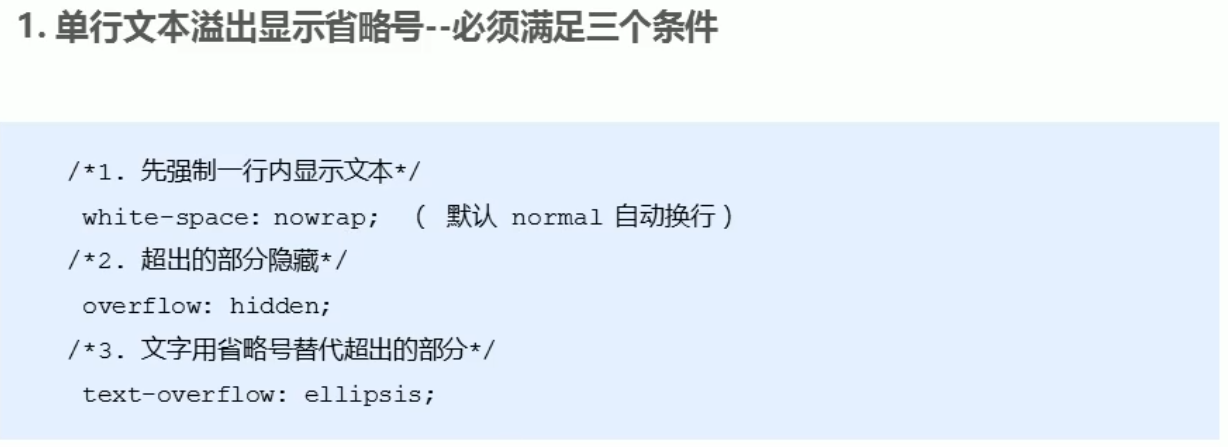 1. 单行文本溢出显示省略号--必须满足三个条件
/*1. 先强制一行内显示文本*/
white-space: nowrap; （ 默认 normal 自动换行）
/*2. 超出的部分隐藏*/
overflow: hidden;
/*3. 文字用省略号替代超出的部分*/
text-overflow: ellipsis;